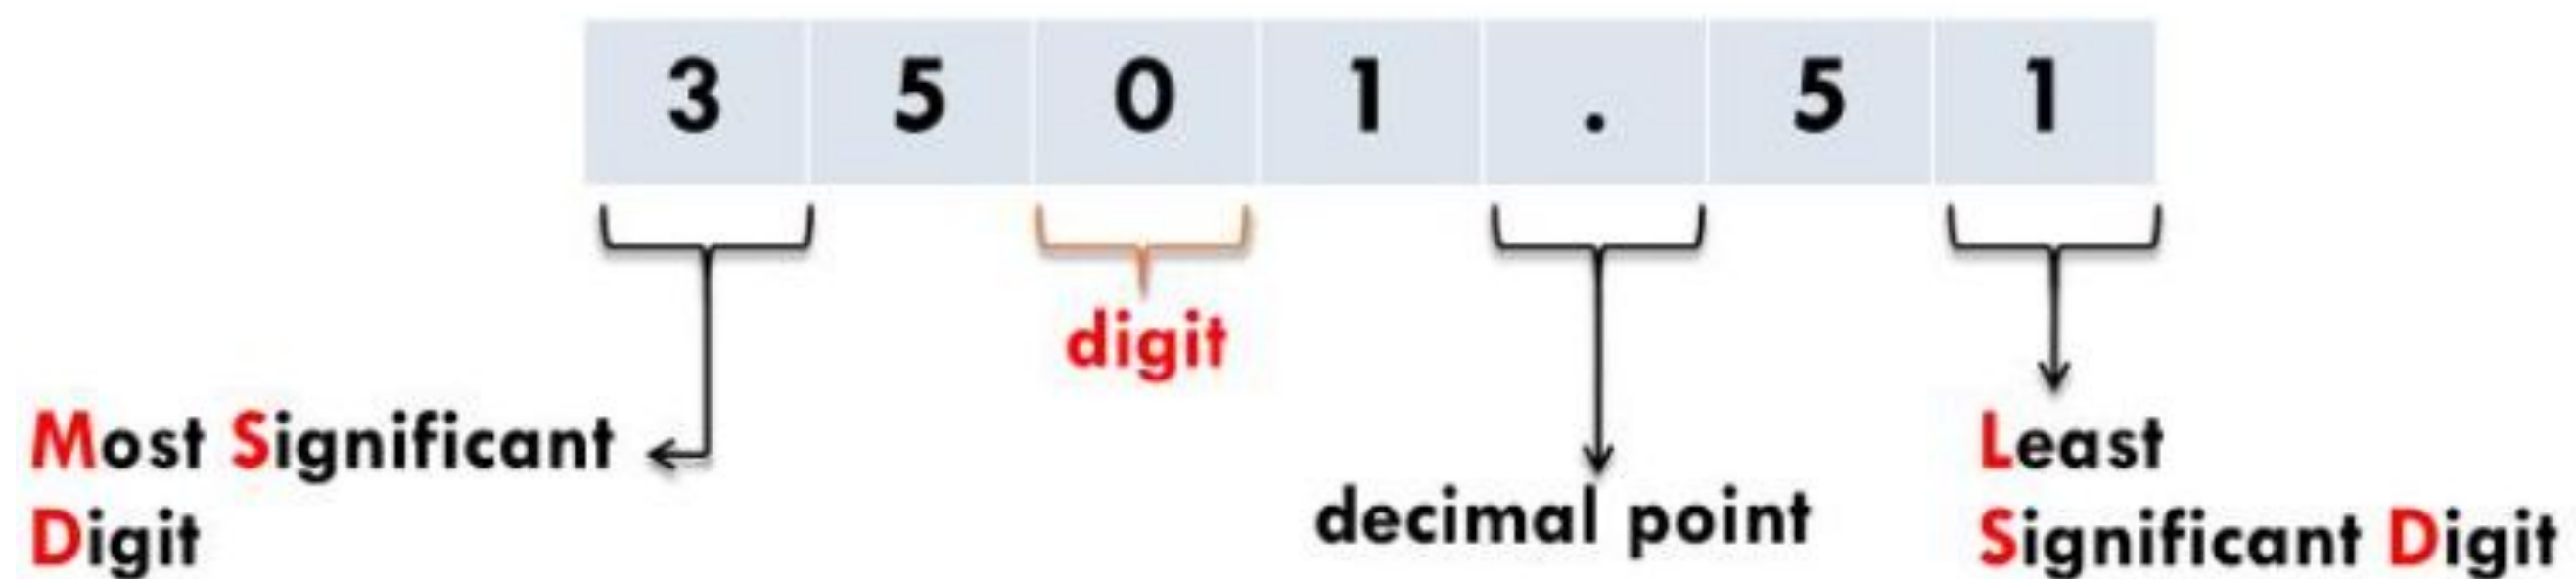 3 5 0 1 . 5 1
digit
Most Significant
Digit
decimal point
Least
Significant Digit